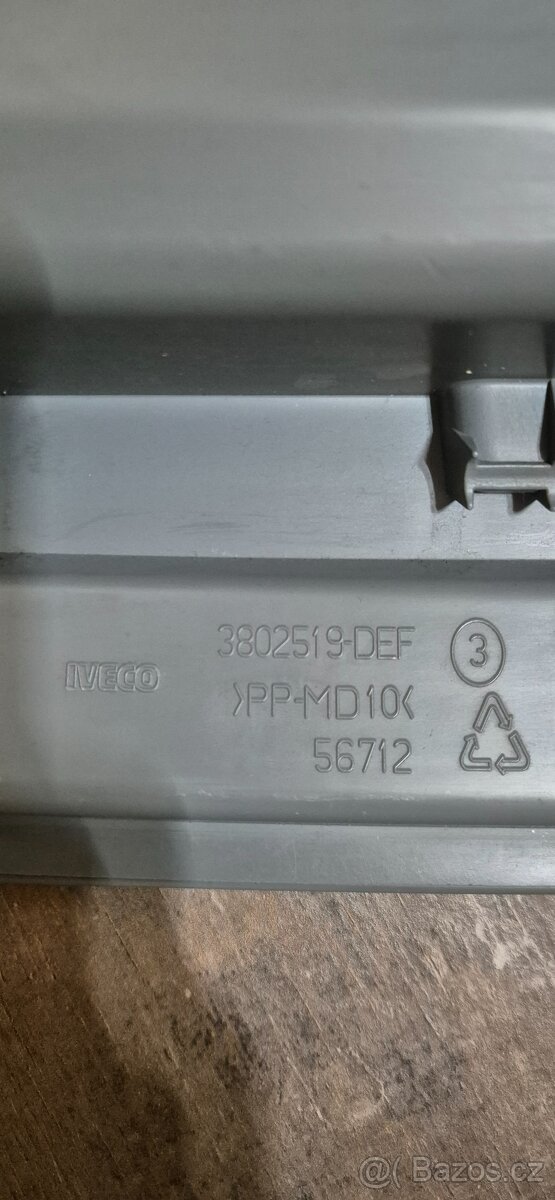 3802519-DEF
3
IVECO
>PP-MD10<
56712
@ Bazos.cz